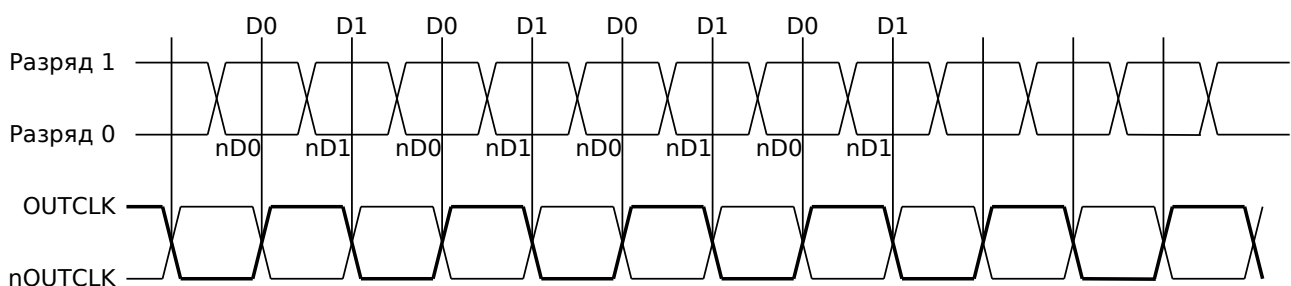 D0 D1 D0 D1 D0 D1 D0 D1
Разряд 1
Разряд 0
nD0 nD1 nD0 nD1 nD0 nD1 nD0 nD1
OUTCLK
nOUTCLK